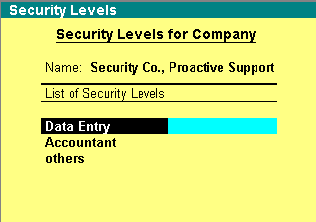 Security Levels
Security Levels for Company
Name: Security Co., Proactive Support
List of Security Levels
Data Entry
Accountant
others